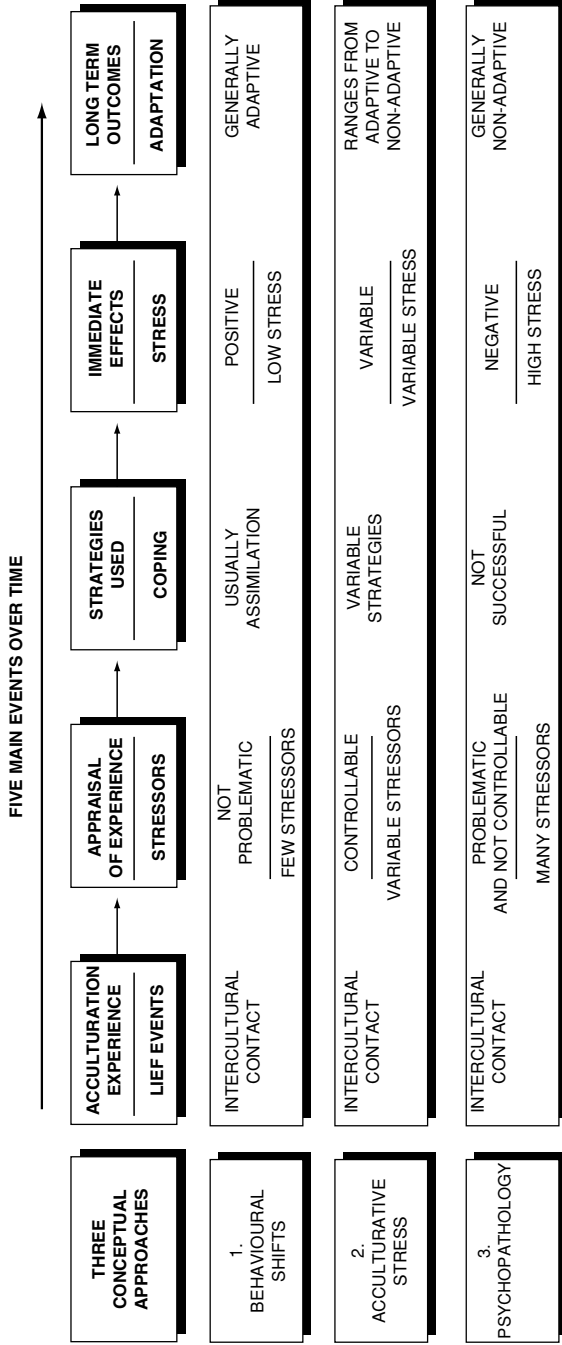 FIVE MAIN EVENTS OVER TIME
THREE
CONCEPTUAL
APPROACHES
ACCULTURATION
EXPERIENCE
LIEF EVENTS
APPRAISAL
OF EXPERIENCE
STRESSORS
STRATEGIES
USED
COPING
IMMEDIATE
EFFECTS
STRESS
LONG TERM
OUTCOMES
ADAPTATION
1.
BEHAVIOURAL
SHIFTS
INTERCULTURAL
CONTACT
NOT
PROBLEMATIC
FEW STRESSORS
USUALLY
ASSIMILATION
POSITIVE
LOW STRESS
GENERALLY
ADAPTIVE
2.
ACCULTURATIVE
STRESS
INTERCULTURAL
CONTACT
CONTROLLABLE
VARIABLE STRESSORS
VARIABLE
STRATEGIES
VARIABLE
VARIABLE STRESS
RANGES FROM
ADAPTIVE TO
NON-ADAPTIVE
3.
PSYCHOPATHOLOGY
INTERCULTURAL
CONTACT
PROBLEMATIC
AND NOT CONTROLLABLE
MANY STRESSORS
NOT
SUCCESSFUL
NEGATIVE
HIGH STRESS
GENERALLY
NON-ADAPTIVE